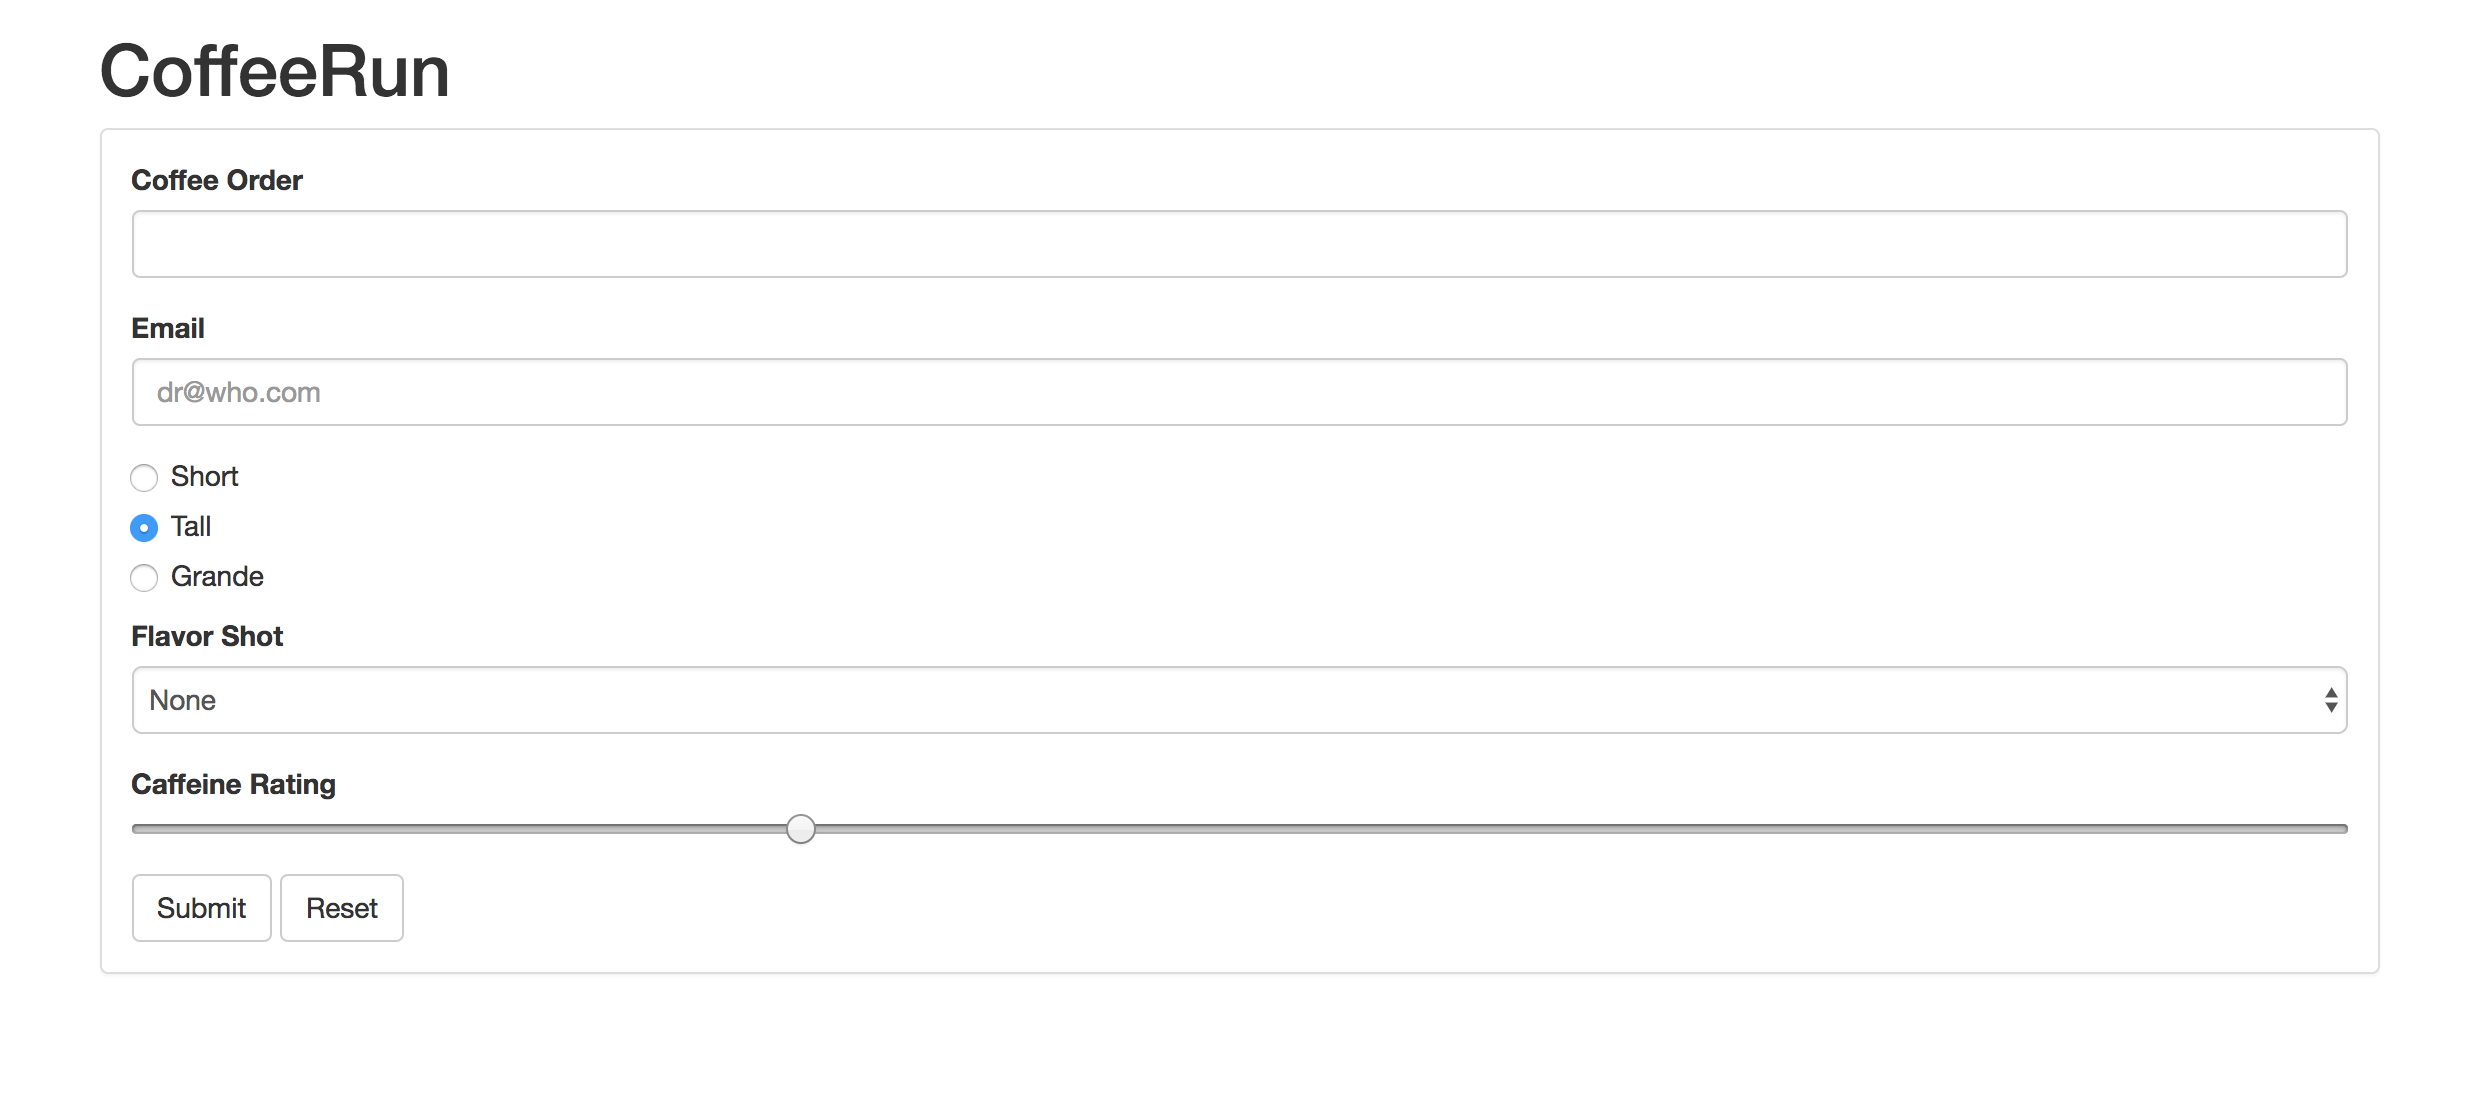 CoffeeRun
Coffee Order
Email
dr@who.com
Short
Tall
Grande
Flavor Shot
None
Caffeine Rating
Submit Reset